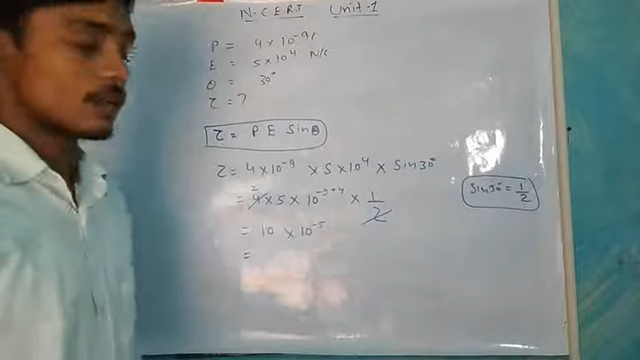 N.C.E.R.T Unit-1
P = 4 × 10⁻⁹ c
E = 5 × 10⁴ N/c
θ = 30°
τ = ?
τ = P E Sinθ
τ = 4 × 10⁻⁹ × 5 × 10⁴ × Sin30°
= 4 × 5 × 10⁻⁹⁺⁴ × 1/2
2
Sin30° = 1/2
= 10 × 10⁻⁵
=